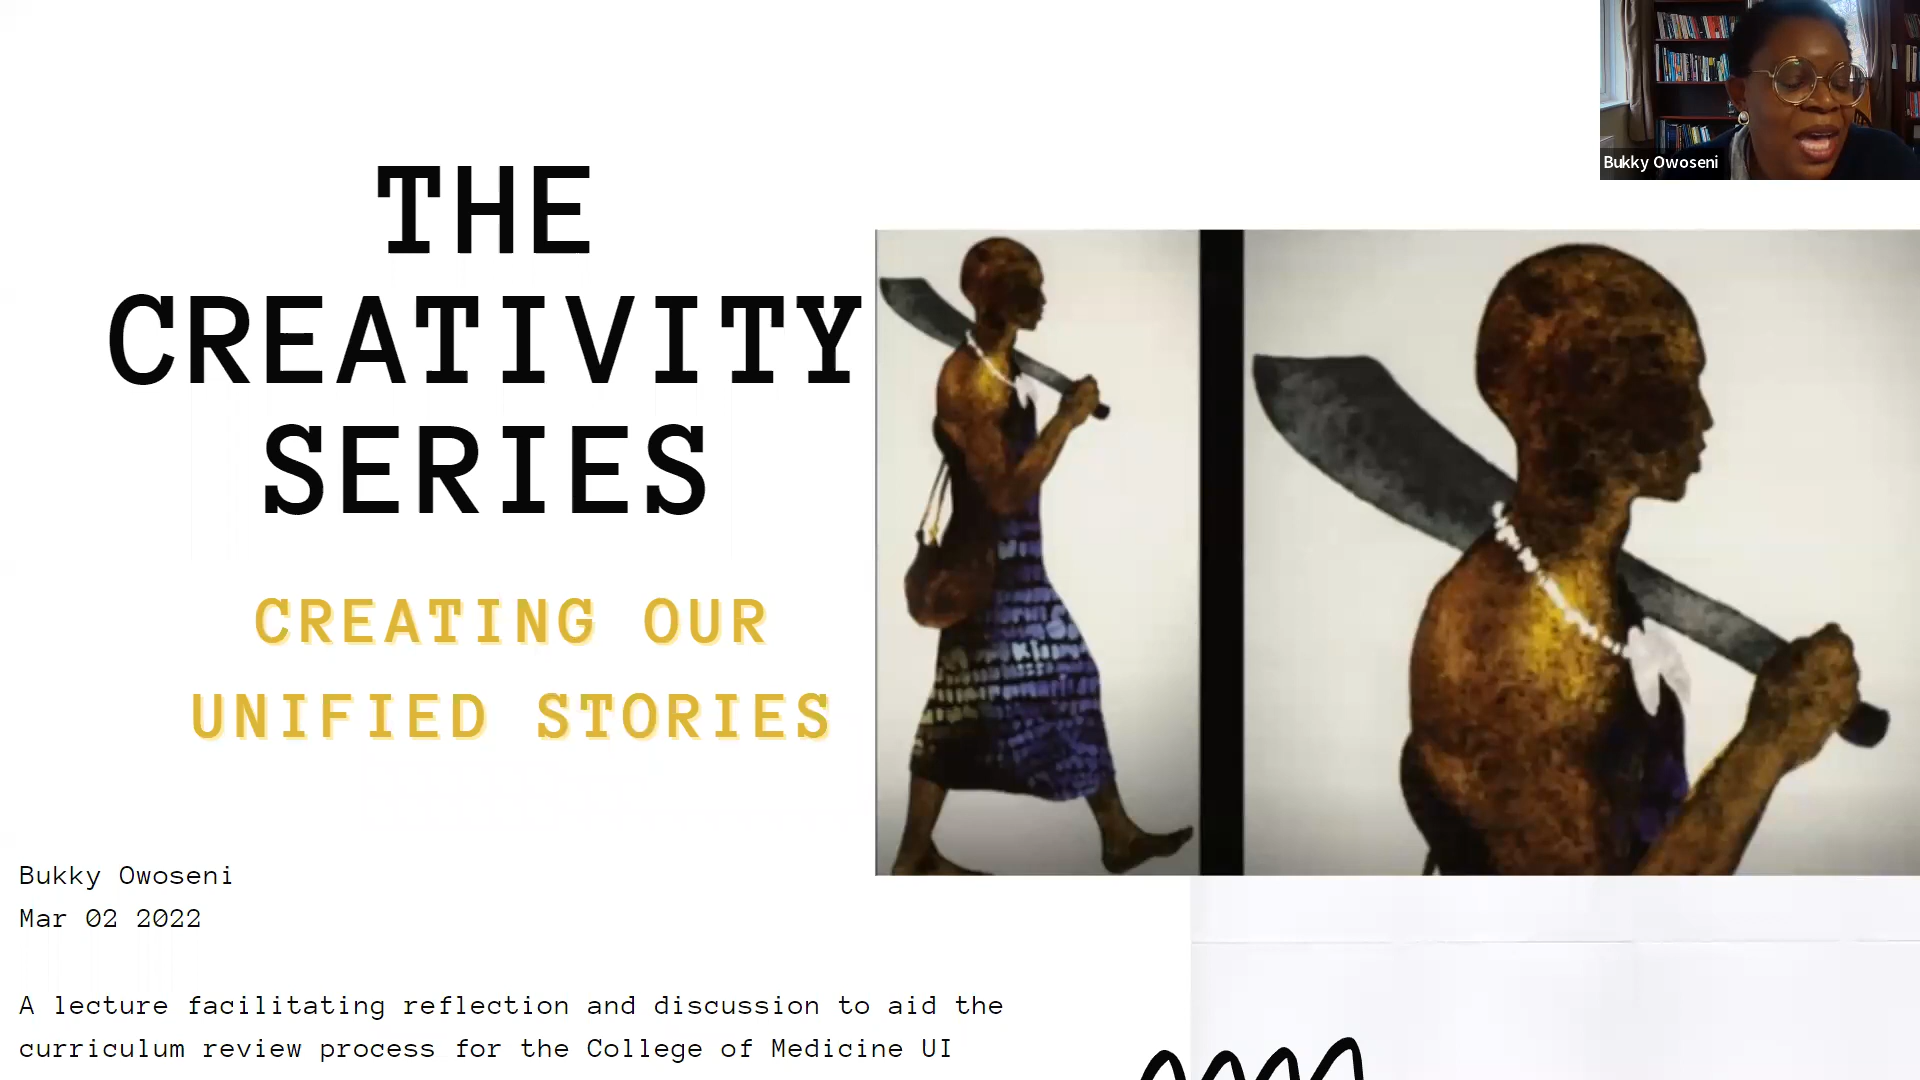 Bukky Owoseni
THE
CREATIVITY
SERIES
CREATING OUR
UNIFIED STORIES
Bukky Owoseni
Mar 02 2022
A lecture facilitating reflection and discussion to aid the
curriculum review process for the College of Medicine UI